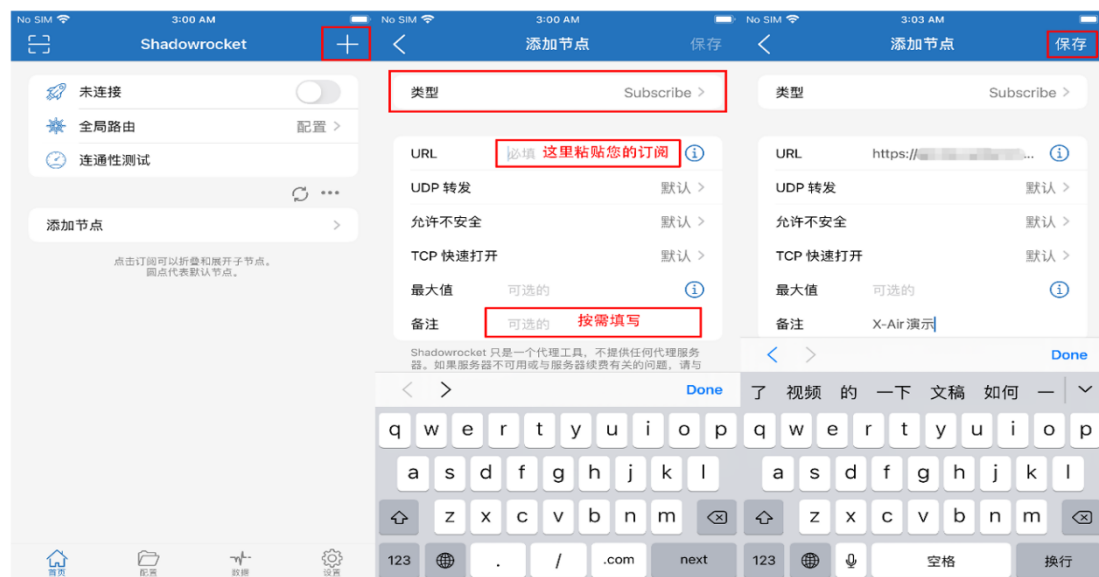 No SIM 3:00 AM
Shadowrocket
未连接
全局路由 配置 >
连通性测试
添加节点 >
点击订阅可以折叠和展开子节点。
圆点代表默认节点。
首页 配置 数据 设置
No SIM 3:00 AM
添加节点 保存
类型 Subscribe >
URL 必填 这里粘贴您的订阅
UDP 转发 默认 >
允许不安全 默认 >
TCP 快速打开 默认 >
最大值 可选的
备注 可选的 按需填写
Shadowrocket 只是一个代理工具，不提供任何代理服务
器。如果服务器不可用或与服务器续费有关的问题，请与
Done
q w e r t y u i o p
a s d f g h j k l
z x c v b n m
123 . / .com next
No SIM 3:03 AM
添加节点 保存
类型 Subscribe >
URL https:// ...
UDP 转发 默认 >
允许不安全 默认 >
TCP 快速打开 默认 >
最大值 可选的
备注 X-Air 演示
Done
了 视频 的 一下 文稿 如何 一
q w e r t y u i o p
a s d f g h j k l
z x c v b n m
123 空格 换行